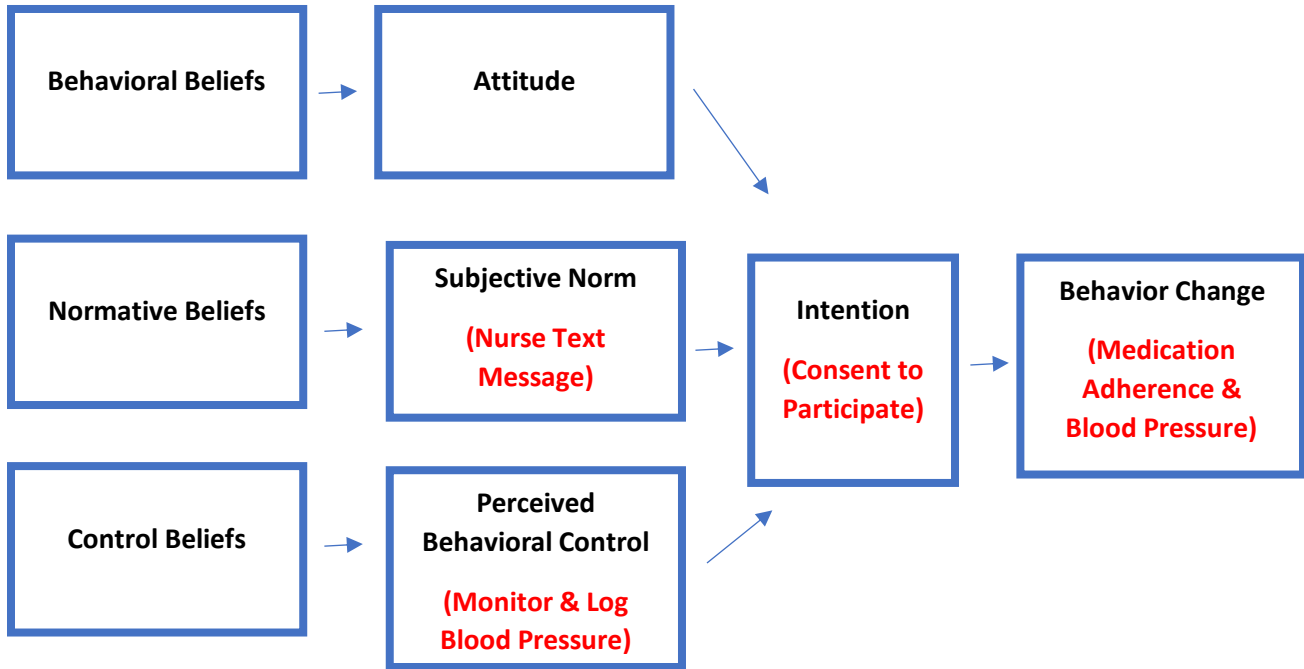 Behavioral Beliefs
Attitude
Normative Beliefs
Subjective Norm
(Nurse Text
Message)
Control Beliefs
Perceived
Behavioral Control
(Monitor & Log
Blood Pressure)
Intention
(Consent to
Participate)
Behavior Change
(Medication
Adherence &
Blood Pressure)